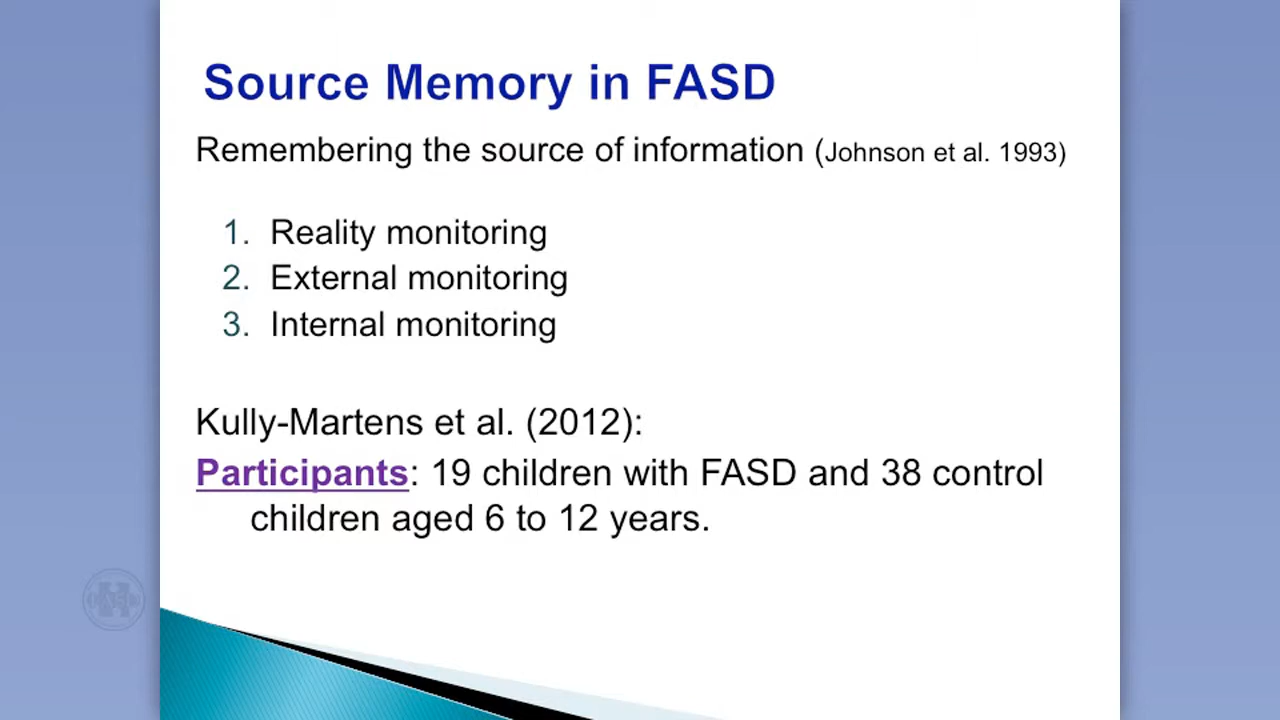 Source Memory in FASD
Remembering the source of information (Johnson et al. 1993)
1. Reality monitoring
2. External monitoring
3. Internal monitoring
Kully-Martens et al. (2012):
Participants: 19 children with FASD and 38 control
children aged 6 to 12 years.